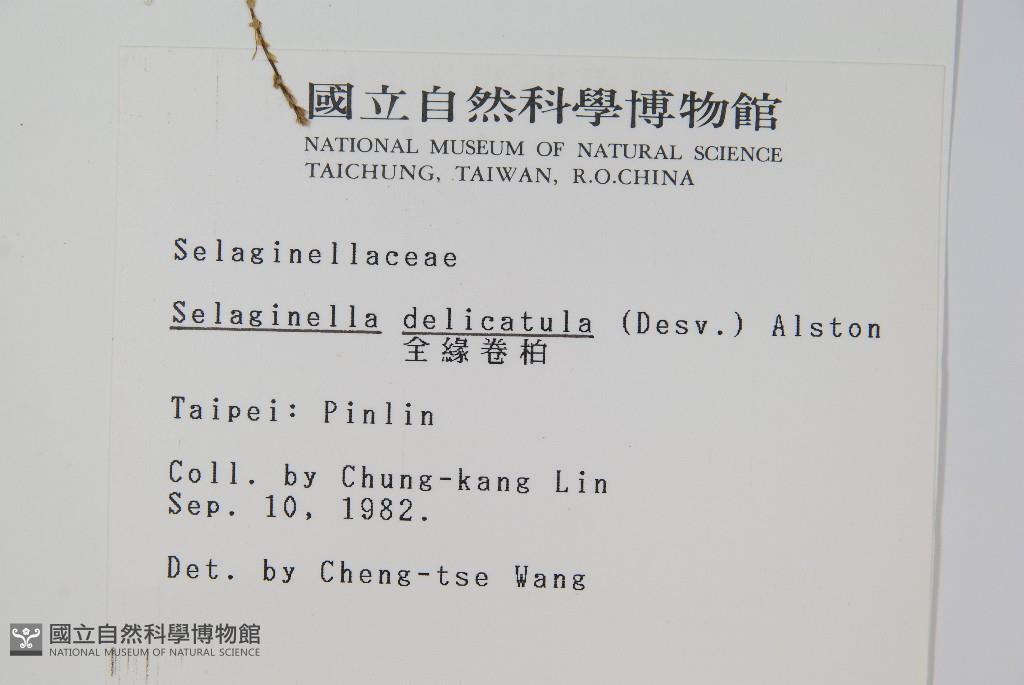 國立自然科學博物館
NATIONAL MUSEUM OF NATURAL SCIENCE
TAICHUNG, TAIWAN, R.O.CHINA
Selaginellaceae
Selaginella delicatula (Desv.) Alston
全緣卷柏
Taipei: Pinlin
Coll. by Chung-kang Lin
Sep. 10, 1982.
Det. by Cheng-tse Wang
國立自然科學博物館
NATIONAL MUSEUM OF NATURAL SCIENCE